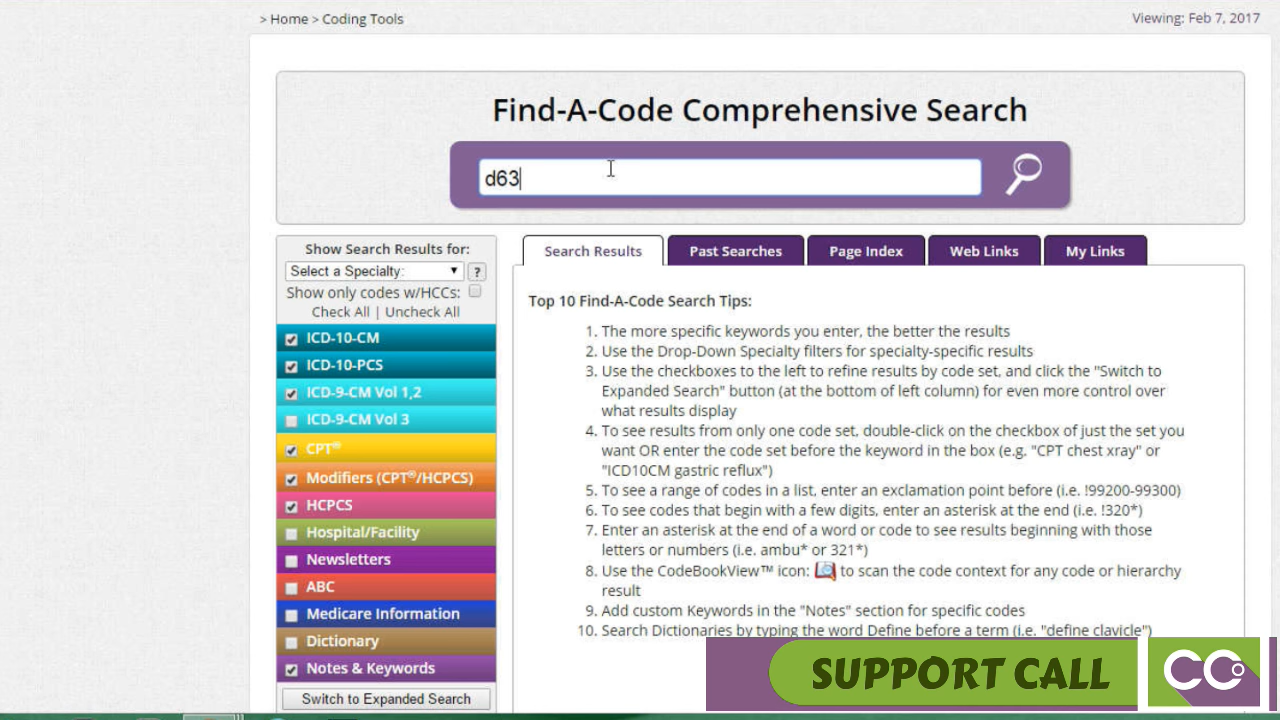 > Home > Coding Tools
Viewing: Feb 7, 2017
Find-A-Code Comprehensive Search
d63
Show Search Results for:
Select a Specialty: ?
Show only codes w/HCCs:
Check All | Uncheck All
ICD-10-CM
ICD-10-PCS
ICD-9-CM Vol 1,2
ICD-9-CM Vol 3
CPT®
Modifiers (CPT®/HCPCS)
HCPCS
Hospital/Facility
Newsletters
ABC
Medicare Information
Dictionary
Notes & Keywords
Switch to Expanded Search
Search Results Past Searches Page Index Web Links My Links
Top 10 Find-A-Code Search Tips:
1. The more specific keywords you enter, the better the results
2. Use the Drop-Down Specialty filters for specialty-specific results
3. Use the checkboxes to the left to refine results by code set, and click the "Switch to
Expanded Search" button (at the bottom of left column) for even more control over
what results display
4. To see results from only one code set, double-click on the checkbox of just the set you
want OR enter the code set before the keyword in the box (e.g. "CPT chest xray" or
"ICD10CM gastric reflux")
5. To see a range of codes in a list, enter an exclamation point before (i.e. !99200-99300)
6. To see codes that begin with a few digits, enter an asterisk at the end (i.e. !320*)
7. Enter an asterisk at the end of a word or code to see results beginning with those
letters or numbers (i.e. ambu* or 321*)
8. Use the CodeBookView™ icon: to scan the code context for any code or hierarchy
result
9. Add custom Keywords in the "Notes" section for specific codes
10. Search Dictionaries by typing the word Define before a term (i.e. "define clavicle")
SUPPORT CALL
CCO